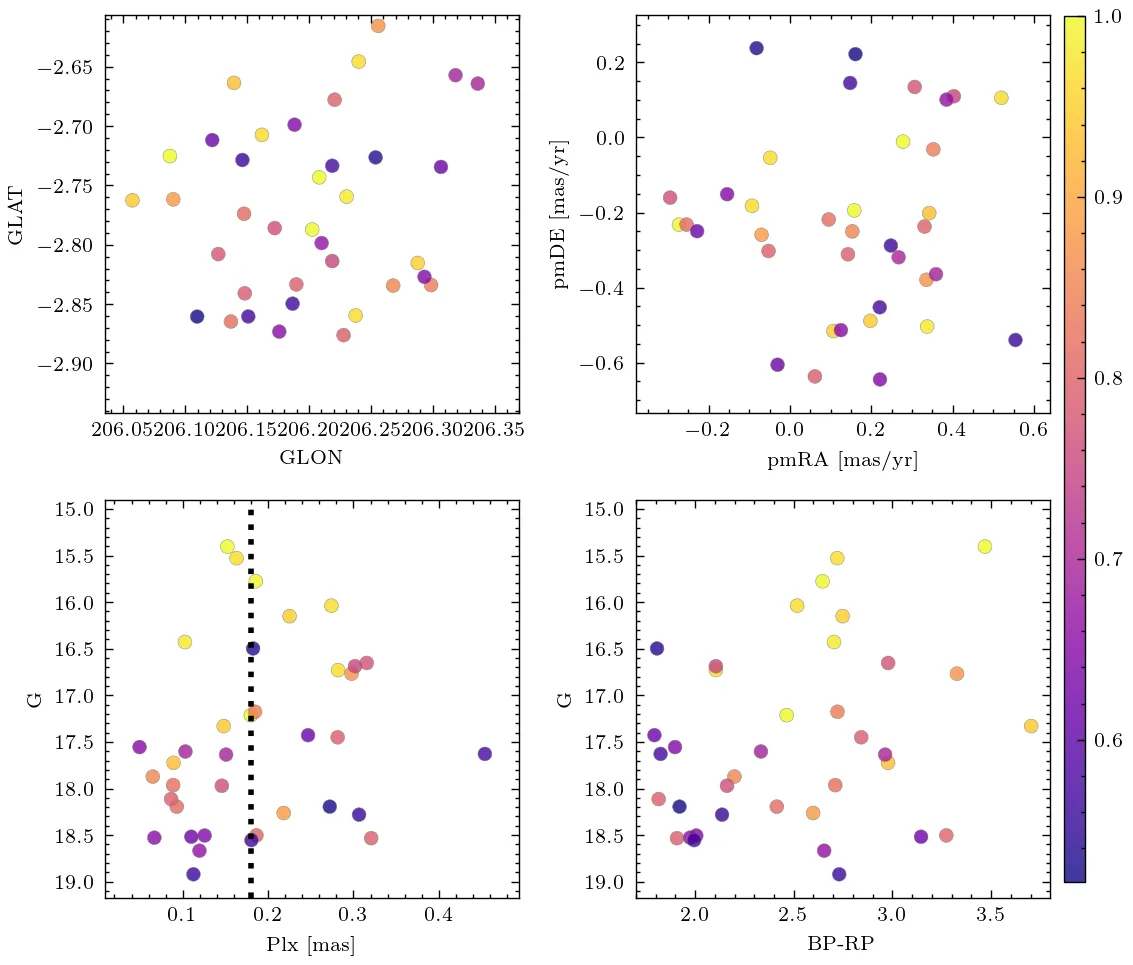 −2.65
−2.70
−2.75
−2.80
−2.85
−2.90
GLAT
206.05 206.10 206.15 206.20 206.25 206.30 206.35
GLON
0.2
0.0
−0.2
−0.4
−0.6
pmDE [mas/yr]
−0.2 0.0 0.2 0.4 0.6
pmRA [mas/yr]
15.0
15.5
16.0
16.5
17.0
17.5
18.0
18.5
19.0
G
0.1 0.2 0.3 0.4
Plx [mas]
15.0
15.5
16.0
16.5
17.0
17.5
18.0
18.5
19.0
G
2.0 2.5 3.0 3.5
BP-RP
1.0
0.9
0.8
0.7
0.6